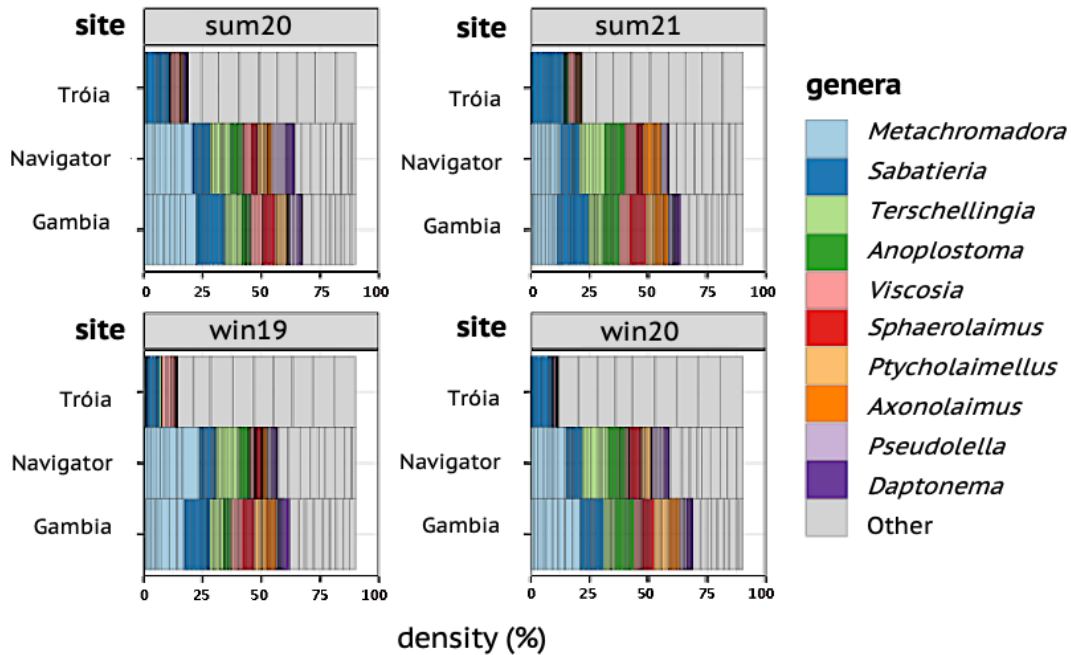 site
sum20
Tróia
Navigator
Gambia
0 25 50 75 100
site
sum21
Tróia
Navigator
Gambia
0 25 50 75 100
site
win19
Tróia
Navigator
Gambia
0 25 50 75 100
site
win20
Tróia
Navigator
Gambia
0 25 50 75 100
density (%)
genera
Metachromadora
Sabatieria
Terschellingia
Anoplostoma
Viscosia
Sphaerolaimus
Ptycholaimellus
Axonolaimus
Pseudolella
Daptonema
Other